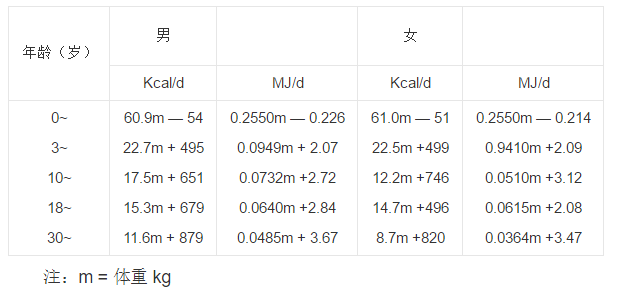 男 女
年龄（岁）
Kcal/d MJ/d Kcal/d MJ/d
0~ 60.9m — 54 0.2550m — 0.226 61.0m — 51 0.2550m — 0.214
3~ 22.7m + 495 0.0949m + 2.07 22.5m +499 0.9410m +2.09
10~ 17.5m + 651 0.0732m +2.72 12.2m +746 0.0510m +3.12
18~ 15.3m + 679 0.0640m +2.84 14.7m +496 0.0615m +2.08
30~ 11.6m + 879 0.0485m + 3.67 8.7m +820 0.0364m +3.47
注：m = 体重 kg